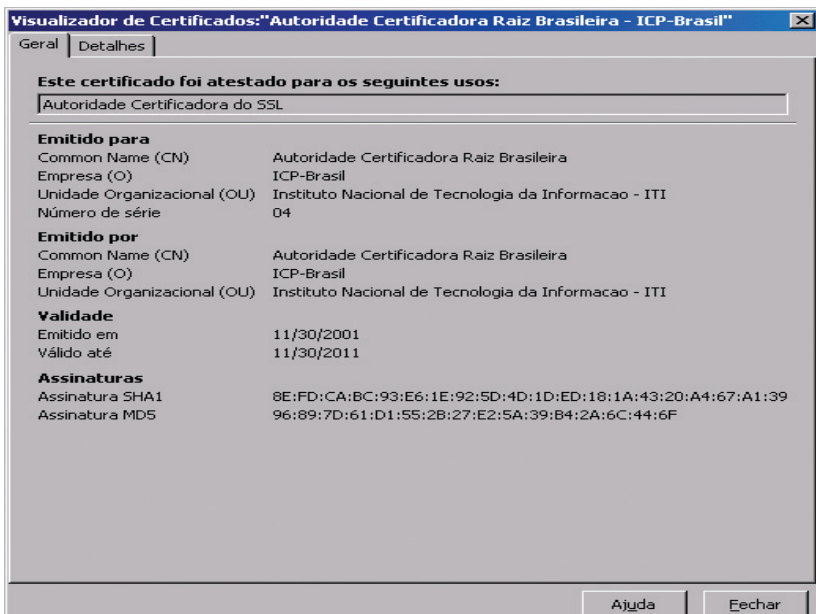 Visualizador de Certificados:"Autoridade Certificadora Raiz Brasileira - ICP-Brasil"
Geral Detalhes
Este certificado foi atestado para os seguintes usos:
Autoridade Certificadora do SSL
Emitido para
Common Name (CN) Autoridade Certificadora Raiz Brasileira
Empresa (O) ICP-Brasil
Unidade Organizacional (OU) Instituto Nacional de Tecnologia da Informacao - ITI
Número de série 04
Emitido por
Common Name (CN) Autoridade Certificadora Raiz Brasileira
Empresa (O) ICP-Brasil
Unidade Organizacional (OU) Instituto Nacional de Tecnologia da Informacao - ITI
Validade
Emitido em 11/30/2001
Válido até 11/30/2011
Assinaturas
Assinatura SHA1 8E:FD:CA:BC:93:E6:1E:92:5D:4D:1D:ED:18:1A:43:20:A4:67:A1:39
Assinatura MD5 96:89:7D:61:D1:55:2B:27:E2:5A:39:B4:2A:6C:44:6F
Ajuda Fechar